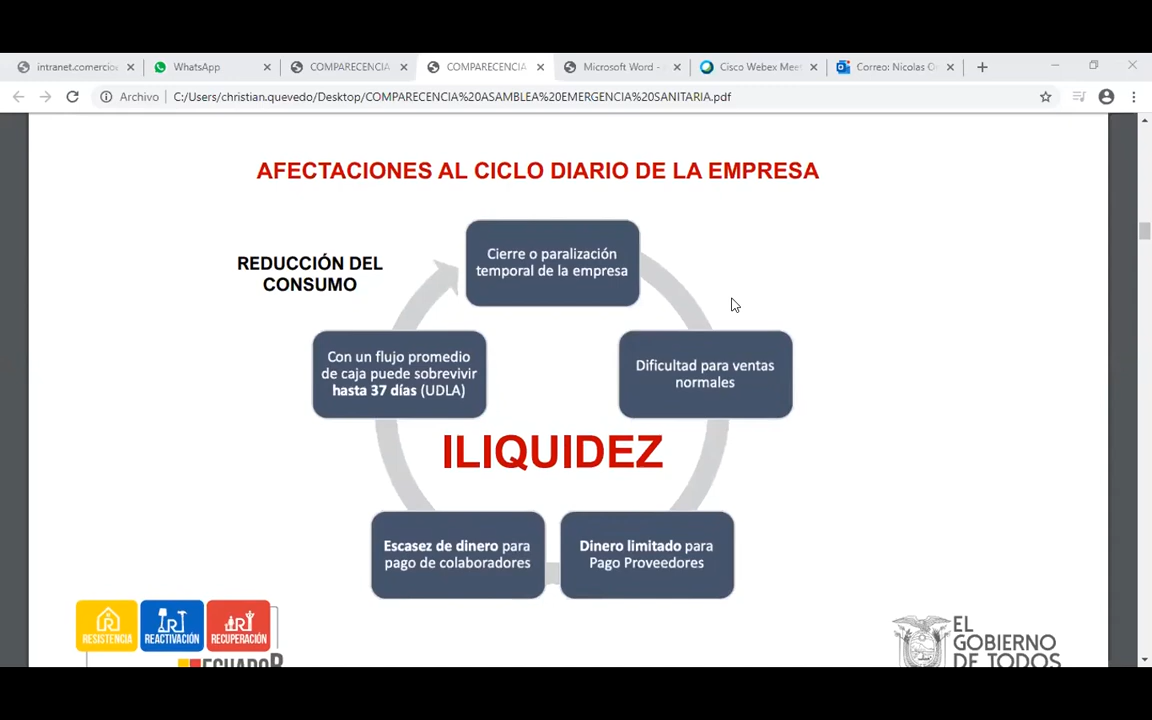 intranet.comercio
WhatsApp
COMPARECENCIA
COMPARECENCIA
Microsoft Word -
Cisco Webex Mee
Correo: Nicolas O
Archivo
C:/Users/christian.quevedo/Desktop/COMPARECENCIA%20ASAMBLEA%20EMERGENCIA%20SANITARIA.pdf
AFECTACIONES AL CICLO DIARIO DE LA EMPRESA
REDUCCIÓN DEL
CONSUMO
Cierre o paralización
temporal de la empresa
Dificultad para ventas
normales
Con un flujo promedio
de caja puede sobrevivir
hasta 37 días (UDLA)
ILIQUIDEZ
Escasez de dinero para
pago de colaboradores
Dinero limitado para
Pago Proveedores
RESISTENCIA
REACTIVACIÓN
RECUPERACIÓN
ECUADOR
EL
GOBIERNO
DE TODOS